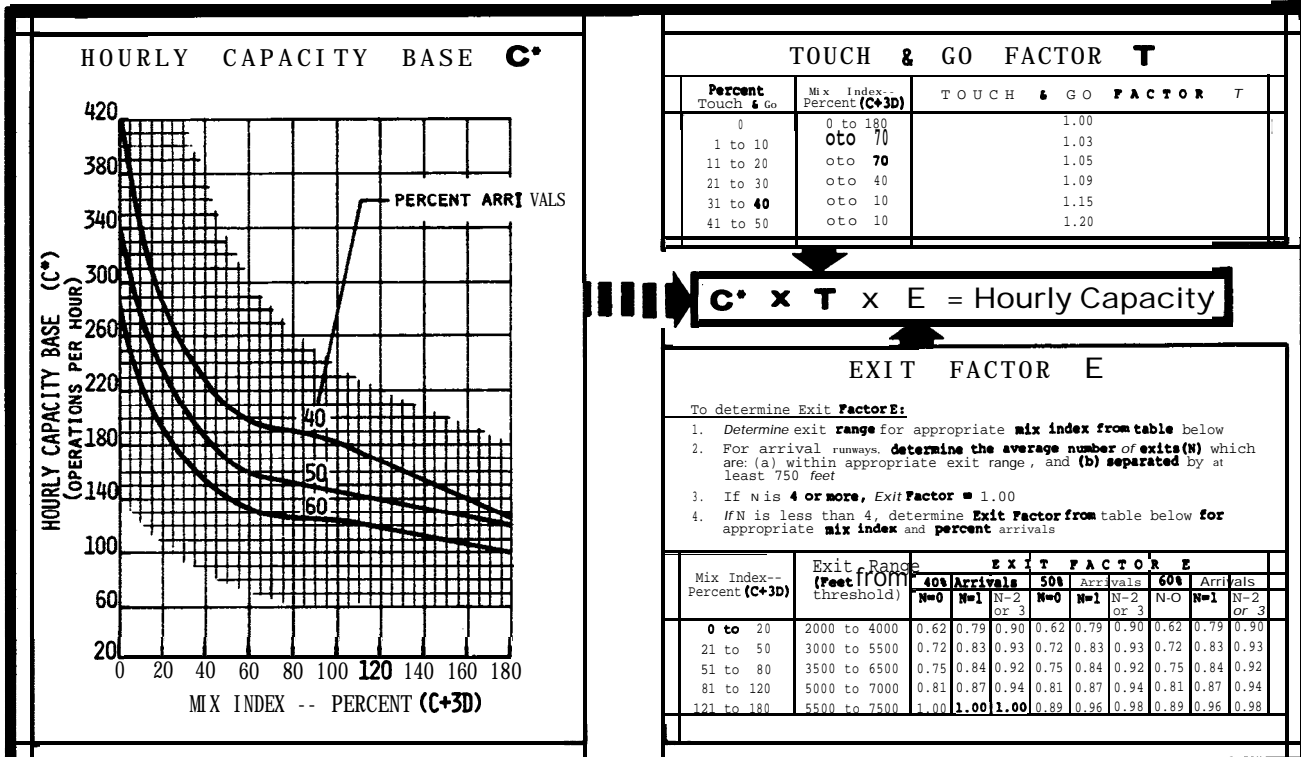 HOURLY CAPACITY BASE C*
420
380
340
300
260
220
180
140
100
60
20
HOURLY CAPACITY BASE (C*)
(OPERATIONS PER HOUR)
PERCENT ARRI VALS
40
50
60
0 20 40 60 80 100 120 140 160 180
MIX INDEX -- PERCENT (C+3D)
TOUCH & GO FACTOR T
Percent Touch & Go
Mix Index-- Percent (C+3D)
TOUCH & GO FACTOR T
0 0 to 180 1.00
1 to 10 oto 70 1.03
11 to 20 oto 70 1.05
21 to 30 oto 40 1.09
31 to 40 oto 10 1.15
41 to 50 oto 10 1.20
C* X T x E = Hourly Capacity
EXIT FACTOR E
To determine Exit Factor E:
1. Determine exit range for appropriate mix index from table below
2. For arrival runways. determine the average number of exits(N) which
are: (a) within appropriate exit range, and (b) separated by at
least 750 feet
3. If N is 4 or more, Exit Factor = 1.00
4. If N is less than 4, determine Exit Factor from table below for
appropriate mix index and percent arrivals
Mix Index--
Percent (C+3D)
Exit Range
(Feet from
threshold)
EXIT FACTOR E
40% Arrivals 50% Arrivals 60% Arrivals
N=0 N=1 N-2 or 3 N=0 N=1 N-2 or 3 N-O N=1 N-2 or 3
0 to 20 2000 to 4000 0.62 0.79 0.90 0.62 0.79 0.90 0.62 0.79 0.90
21 to 50 3000 to 5500 0.72 0.83 0.93 0.72 0.83 0.93 0.72 0.83 0.93
51 to 80 3500 to 6500 0.75 0.84 0.92 0.75 0.84 0.92 0.75 0.84 0.92
81 to 120 5000 to 7000 0.81 0.87 0.94 0.81 0.87 0.94 0.81 0.87 0.94
121 to 180 5500 to 7500 1.00 1.00 1.00 0.89 0.96 0.98 0.89 0.96 0.98